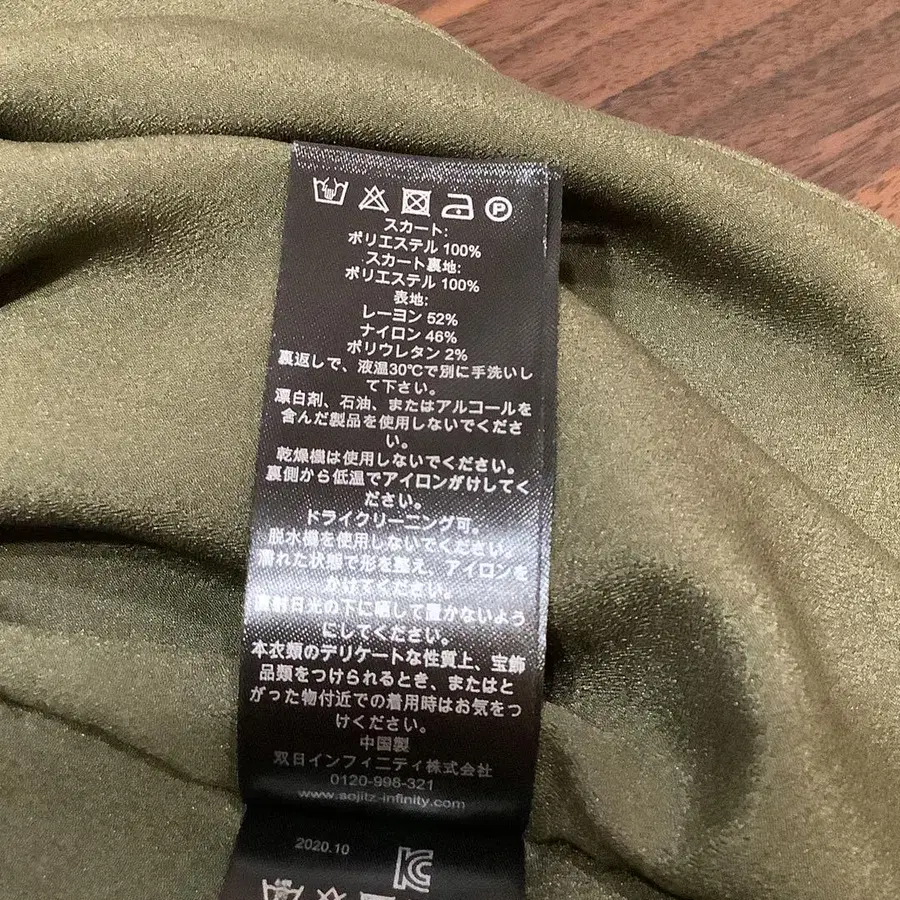 P
スカート:
ポリエステル 100%
スカート裏地:
ポリエステル 100%
表地:
レーヨン 52%
ナイロン 46%
ポリウレタン 2%
裏返しで、液温30℃で別に手洗いし
て下さい。
漂白剤、石油、またはアルコールを
含んだ製品を使用しないでくださ
い。
乾燥機は使用しないでください。
裏側から低温でアイロンがけしてく
ださい。
ドライクリーニング可。
脱水機を使用しないでください。
濡れた状態で形を整え、アイロンを
かけてください。
直射日光の下に晒して置かないよう
にしてください。
本衣類のデリケートな性質上、宝飾
品類をつけられるとき、またはと
がった物付近での着用時はお気をつ
けください。
中国製
双日インフィニティ株式会社
0120-998-321
www.sojitz-infinity.com
2020.10